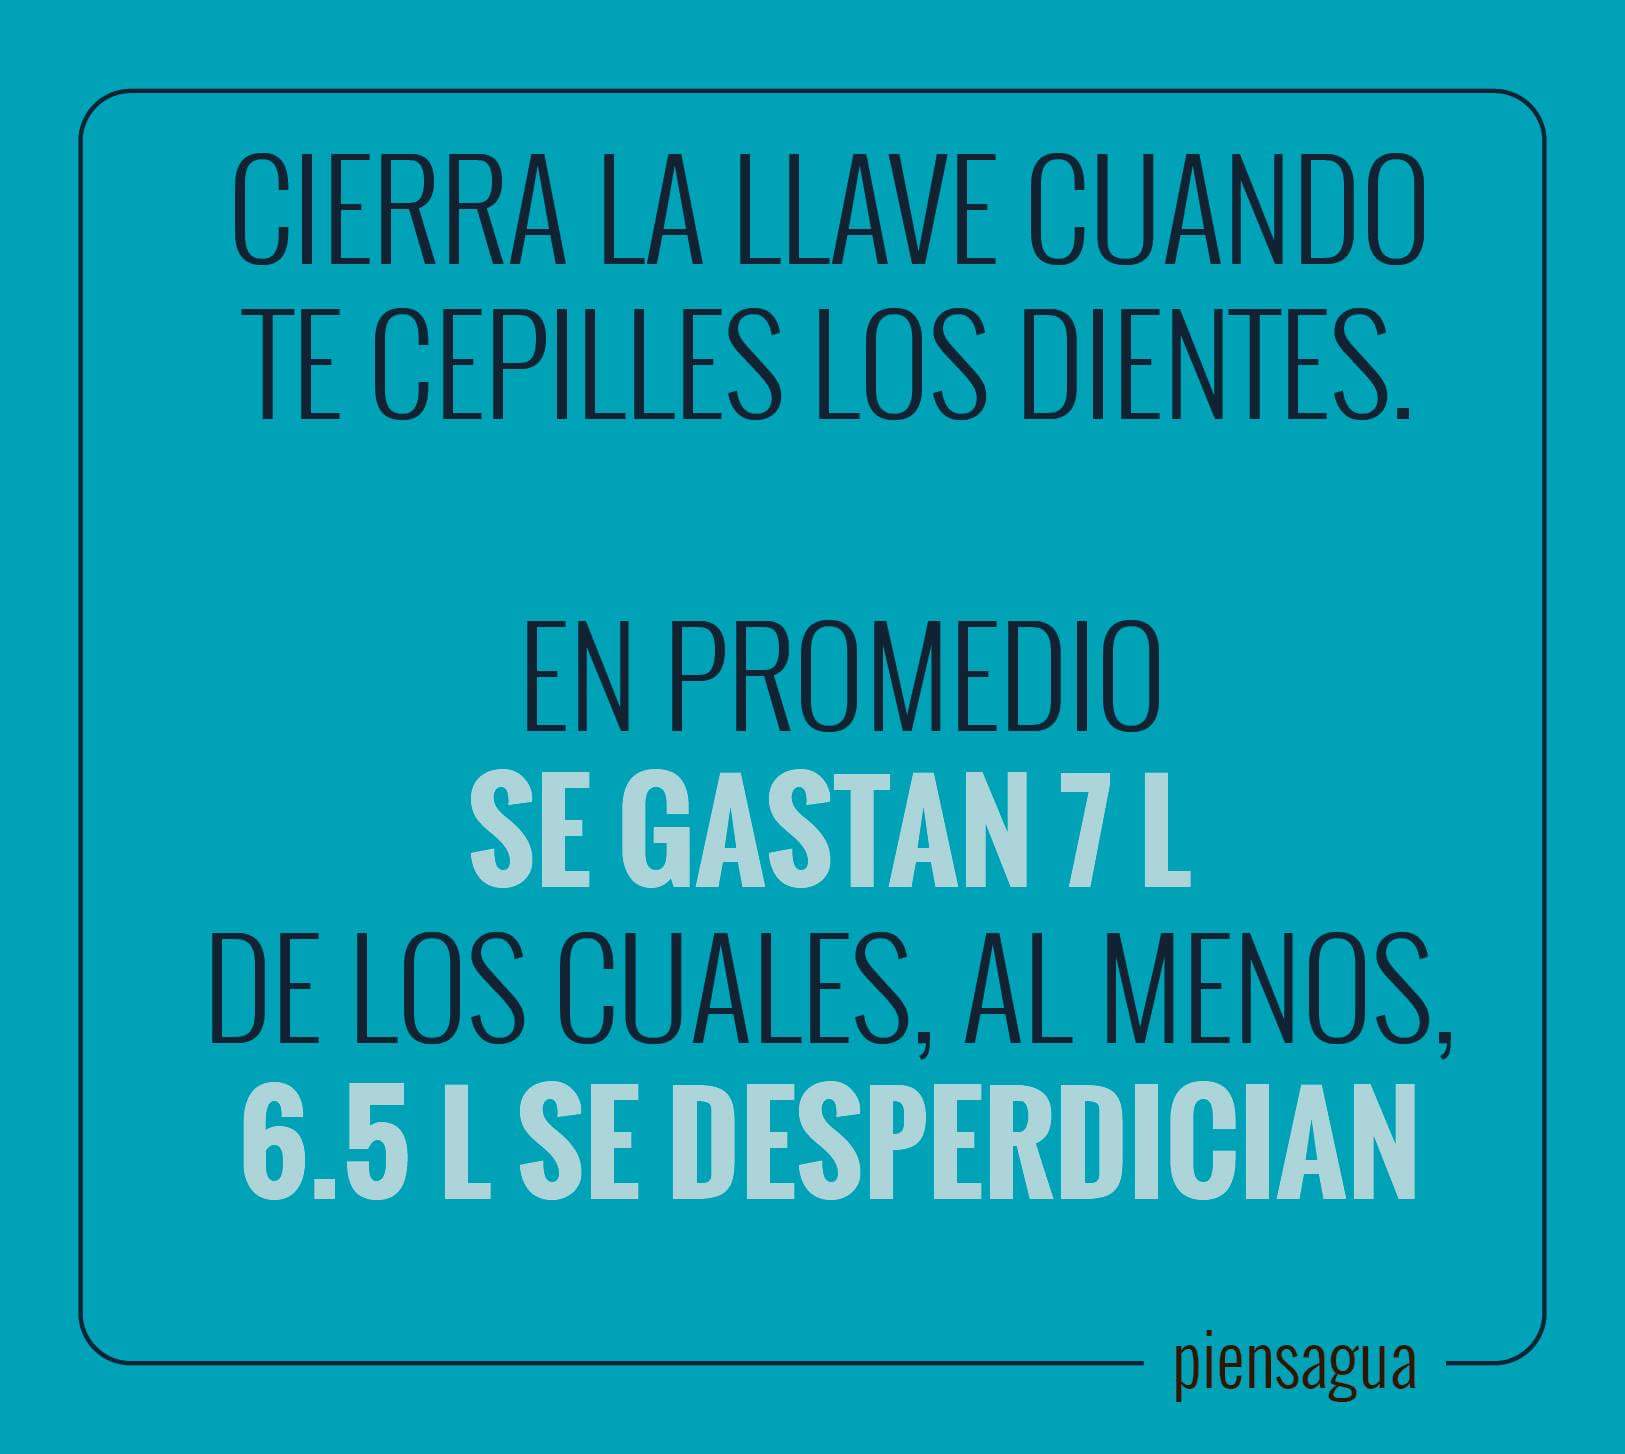 CIERRA LA LLAVE CUANDO
TE CEPILLES LOS DIENTES.
EN PROMEDIO
SE GASTAN 7 L
DE LOS CUALES, AL MENOS,
6.5 L SE DESPERDICIAN
piensagua